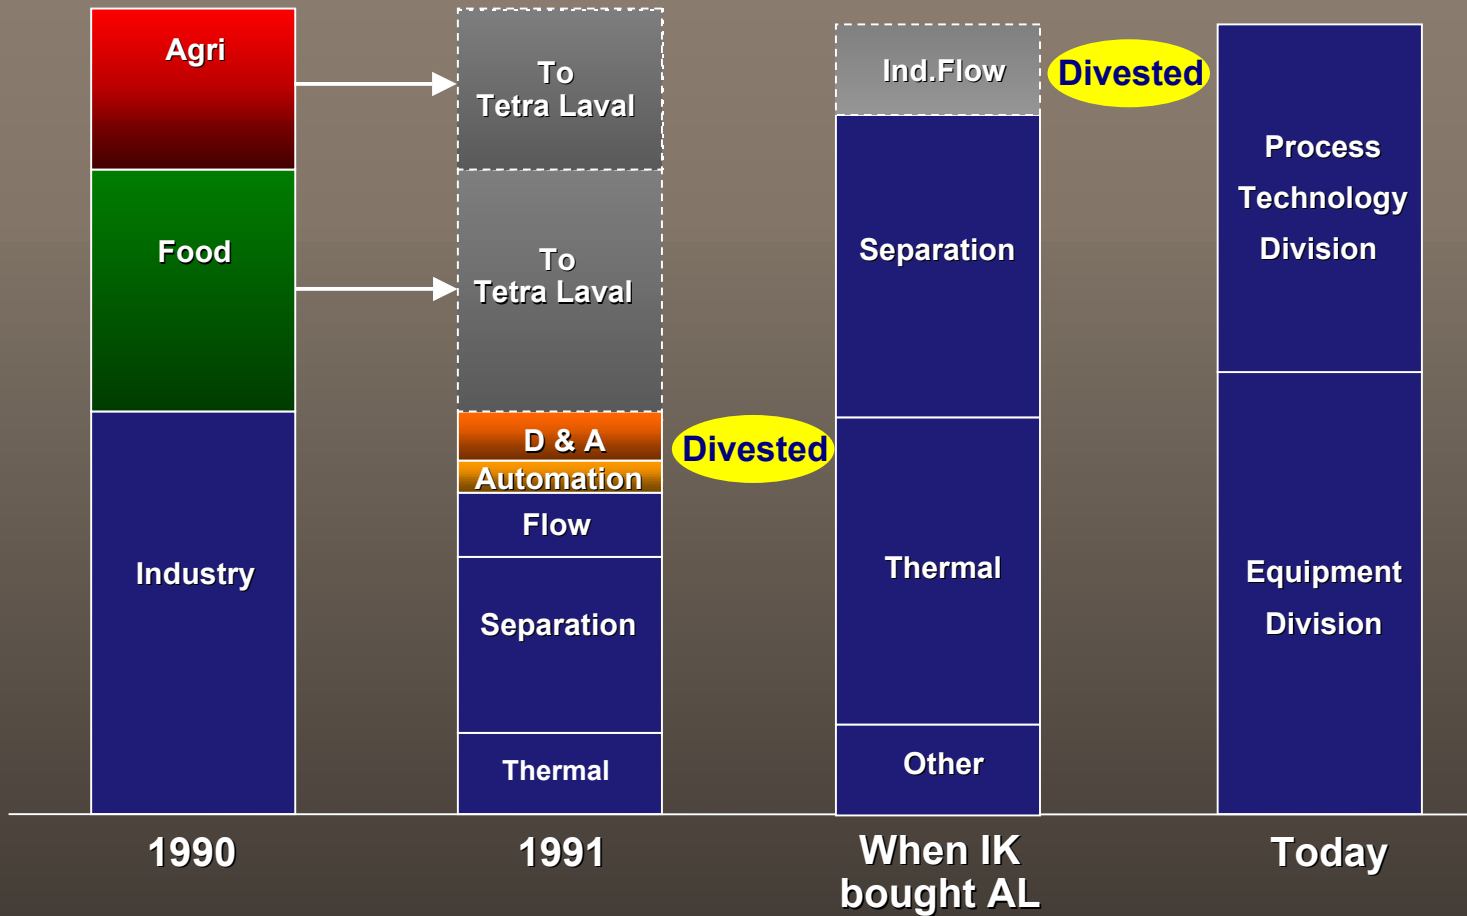 Agri
Food
Industry
1990
To
Tetra Laval
To
Tetra Laval
D & A
Automation
Flow
Separation
Thermal
1991
Divested
Ind.Flow
Separation
Thermal
Other
When IK
bought AL
Divested
Process
Technology
Division
Equipment
Division
Today